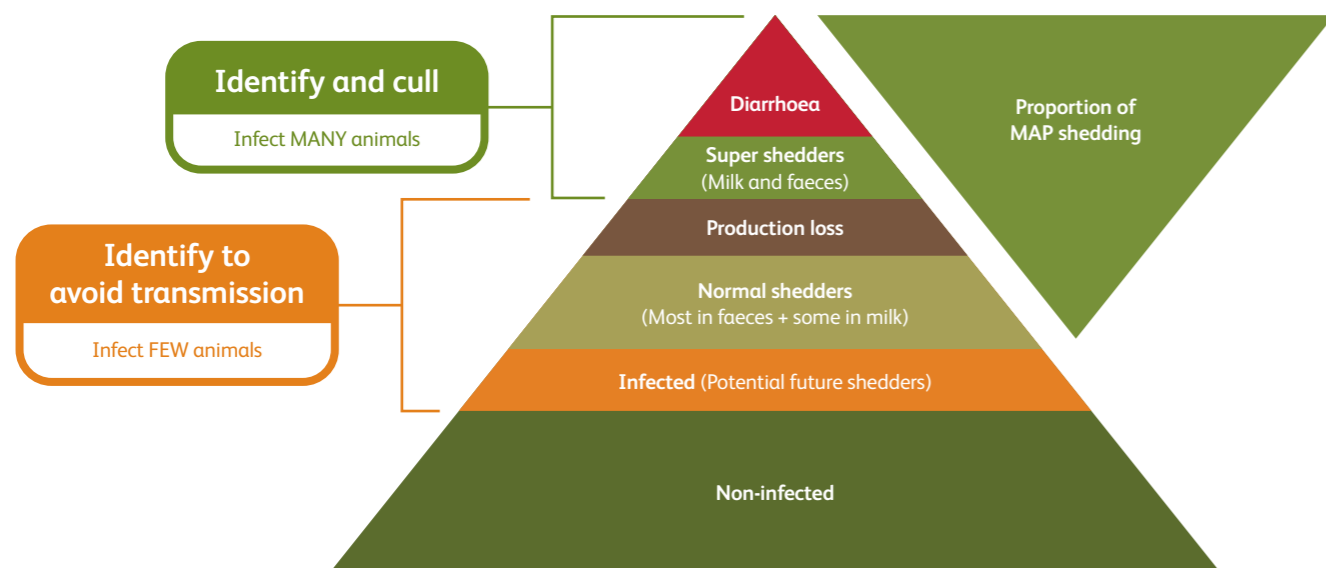 Identify and cull
Infect MANY animals
Identify to
avoid transmission
Infect FEW animals
Diarrhoea
Super shedders
(Milk and faeces)
Production loss
Normal shedders
(Most in faeces + some in milk)
Infected (Potential future shedders)
Non-infected
Proportion of
MAP shedding